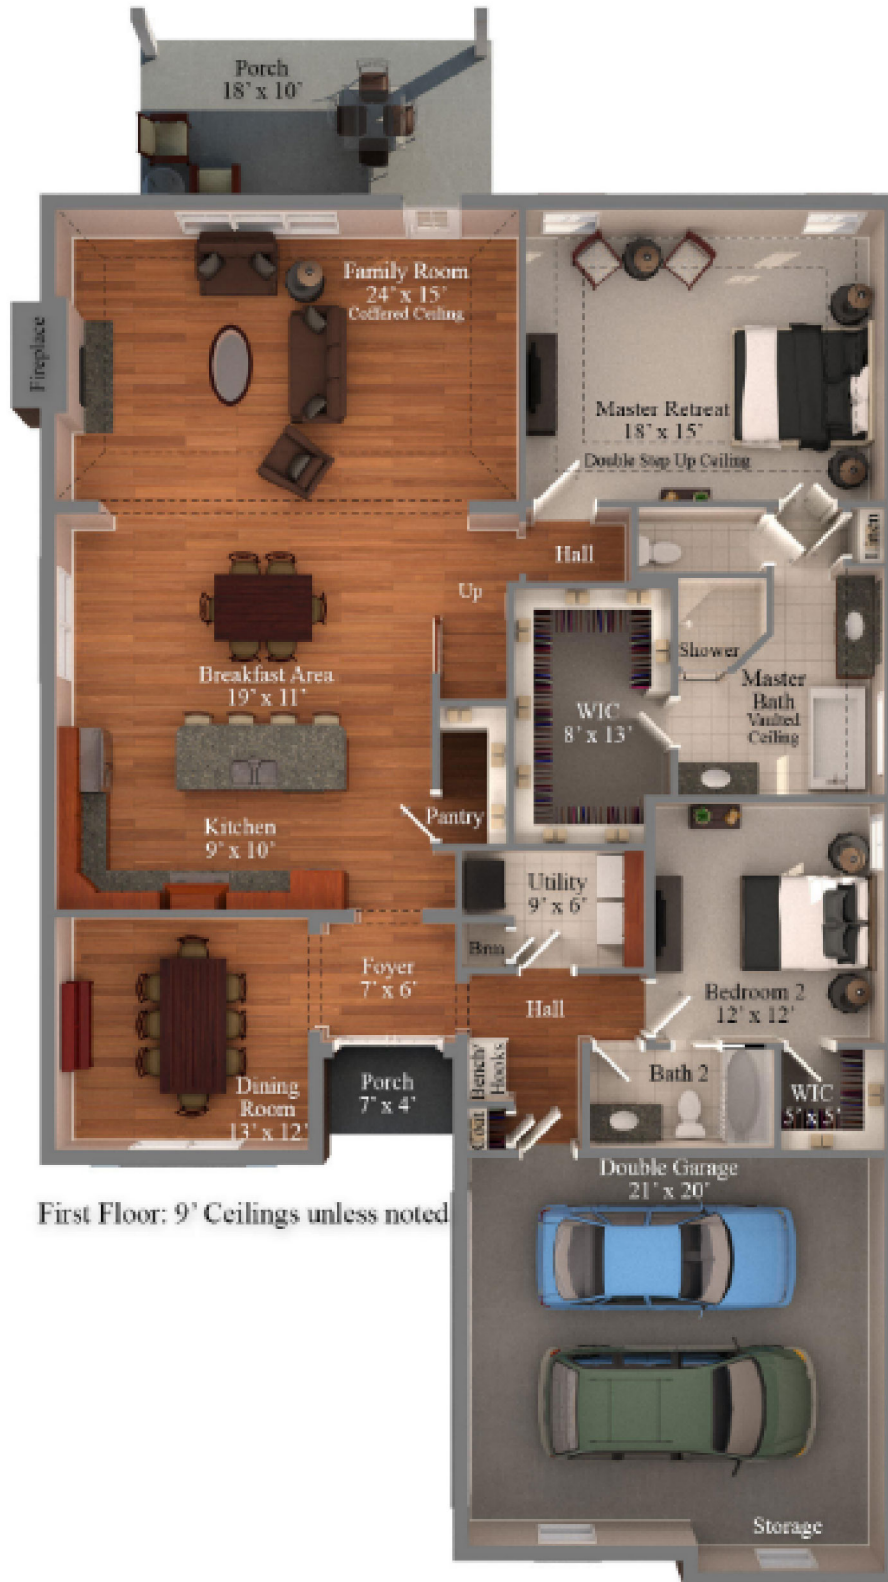 Porch
18' x 10'
Family Room
24' x 15'
Coffered Ceiling
Fireplace
Master Retreat
18' x 15'
Double Step Up Ceiling
Hall
Linen
Up
Shower
Breakfast Area
19' x 11'
Master
Bath
Vaulted
Ceiling
WIC
8' x 13'
Pantry
Kitchen
9' x 10'
Utility
9' x 6'
Brm
Foyer
7' x 6'
Bedroom 2
12' x 12'
Hall
Bench/
Hooks
Bath 2
Porch
7' x 4'
WIC
5' x 5'
Dining
Room
13' x 12'
Coat
Double Garage
21' x 20'
First Floor: 9' Ceilings unless noted
Storage